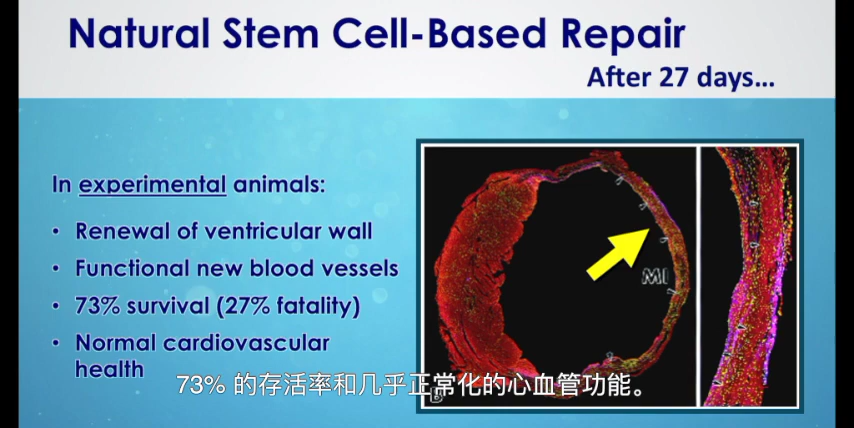 Natural Stem Cell-Based Repair
After 27 days...
In experimental animals:
• Renewal of ventricular wall
• Functional new blood vessels
• 73% survival (27% fatality)
• Normal cardiovascular
health
MI
73% 的存活率和几乎正常化的心血管功能。